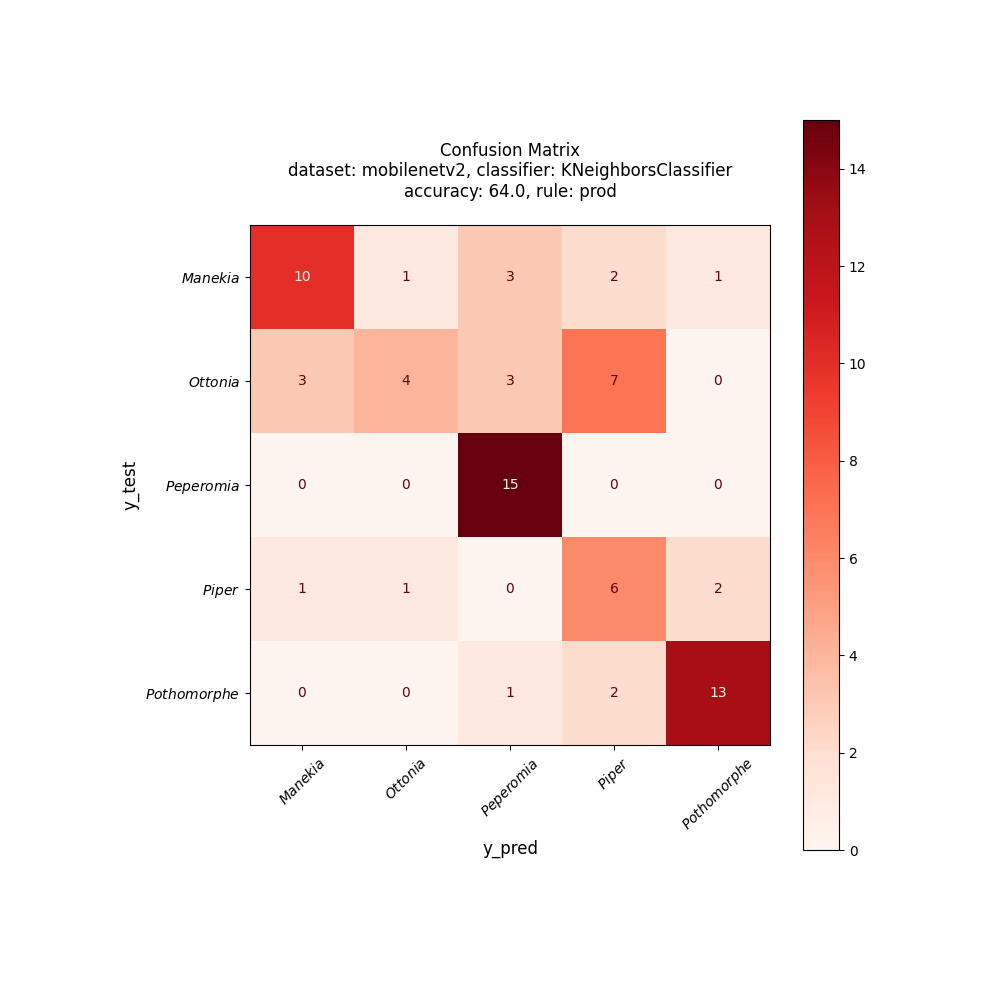 Confusion Matrix
dataset: mobilenetv2, classifier: KNeighborsClassifier
accuracy: 64.0, rule: prod
y_test
Manekia 10 1 3 2 1
Ottonia 3 4 3 7 0
Peperomia 0 0 15 0 0
Piper 1 1 0 6 2
Pothomorphe 0 0 1 2 13
Manekia Ottonia Peperomia Piper Pothomorphe
y_pred
14
12
10
8
6
4
2
0